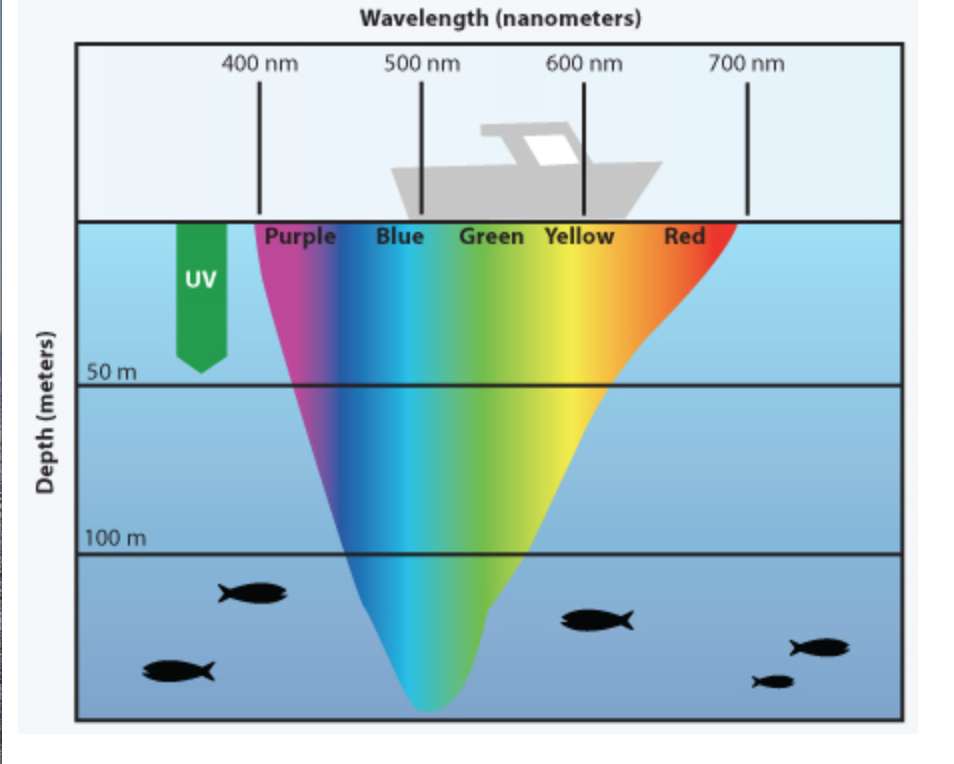 Wavelength (nanometers)
400 nm 500 nm 600 nm 700 nm
Purple Blue Green Yellow Red
UV
Depth (meters)
50 m
100 m